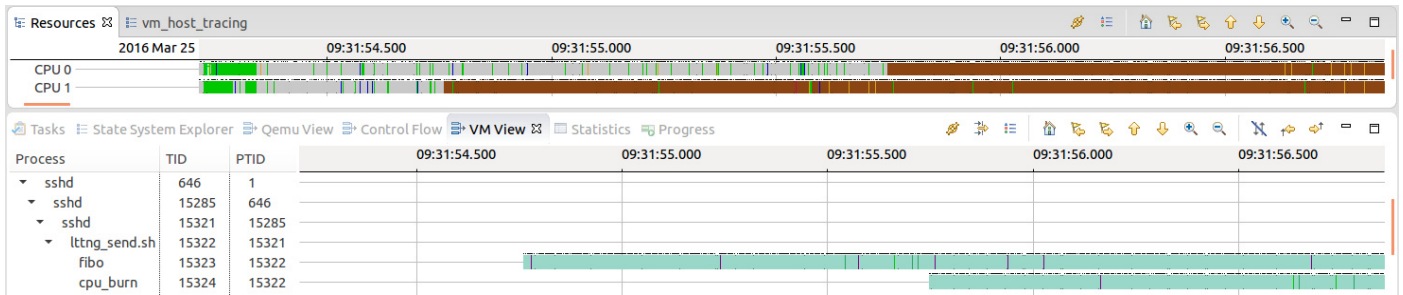 Resources vm_host_tracing
2016 Mar 25 09:31:54.500 09:31:55.000 09:31:55.500 09:31:56.000 09:31:56.500
CPU 0
CPU 1
Tasks State System Explorer Qemu View Control Flow VM View Statistics Progress
Process TID PTID 09:31:54.500 09:31:55.000 09:31:55.500 09:31:56.000 09:31:56.500
sshd 646 1
sshd 15285 646
sshd 15321 15285
lttng_send.sh 15322 15321
fibo 15323 15322
cpu_burn 15324 15322